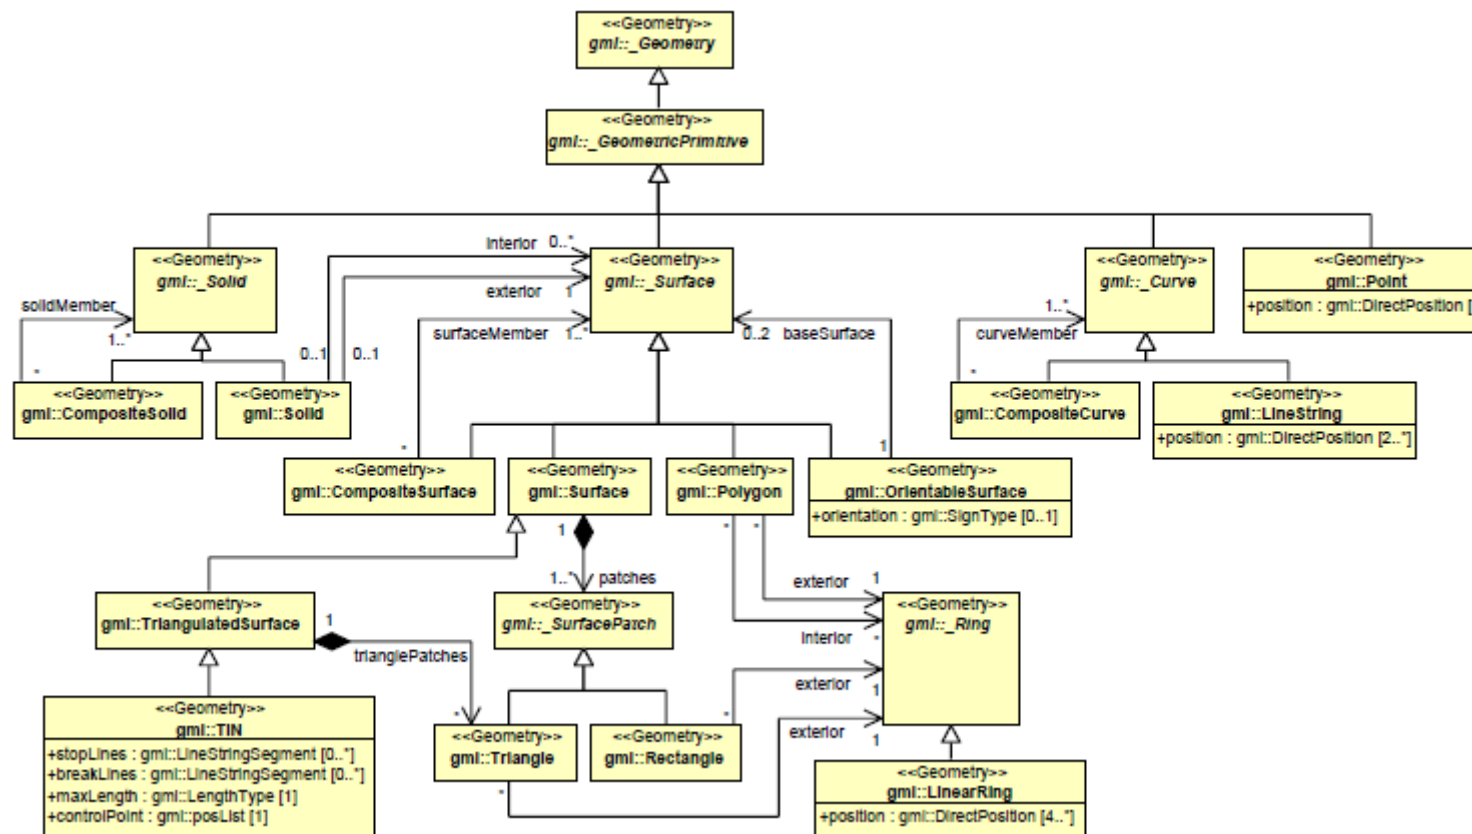 <<Geometry>>
gml::_Geometry
<<Geometry>>
gml::_GeometricPrimitive
<<Geometry>>
gml::_Solid
<<Geometry>>
gml::_Surface
<<Geometry>>
gml::_Curve
<<Geometry>>
gml::Point
+position : gml::DirectPosition [
interior 0..*
exterior 1
solidMember
1..*
*
0..1
0..1
surfaceMember 1..*
0..2 baseSurface
1..*
curveMember
*
<<Geometry>>
gml::CompositeSolid
<<Geometry>>
gml::Solid
<<Geometry>>
gml::CompositeCurve
<<Geometry>>
gml::LineString
+position : gml::DirectPosition [2..*]
*
1
<<Geometry>>
gml::CompositeSurface
<<Geometry>>
gml::Surface
<<Geometry>>
gml::Polygon
<<Geometry>>
gml::OrientableSurface
+orientation : gml::SignType [0..1]
1
* *
1..* patches
exterior 1
interior *
<<Geometry>>
gml::TriangulatedSurface
1
trianglePatches
*
<<Geometry>>
gml::_SurfacePatch
<<Geometry>>
gml::_Ring
exterior 1
*
exterior 1
*
<<Geometry>>
gml::TIN
+stopLines : gml::LineStringSegment [0..*]
+breakLines : gml::LineStringSegment [0..*]
+maxLength : gml::LengthType [1]
+controlPoint : gml::posList [1]
<<Geometry>>
gml::Triangle
<<Geometry>>
gml::Rectangle
<<Geometry>>
gml::LinearRing
+position : gml::DirectPosition [4..*]